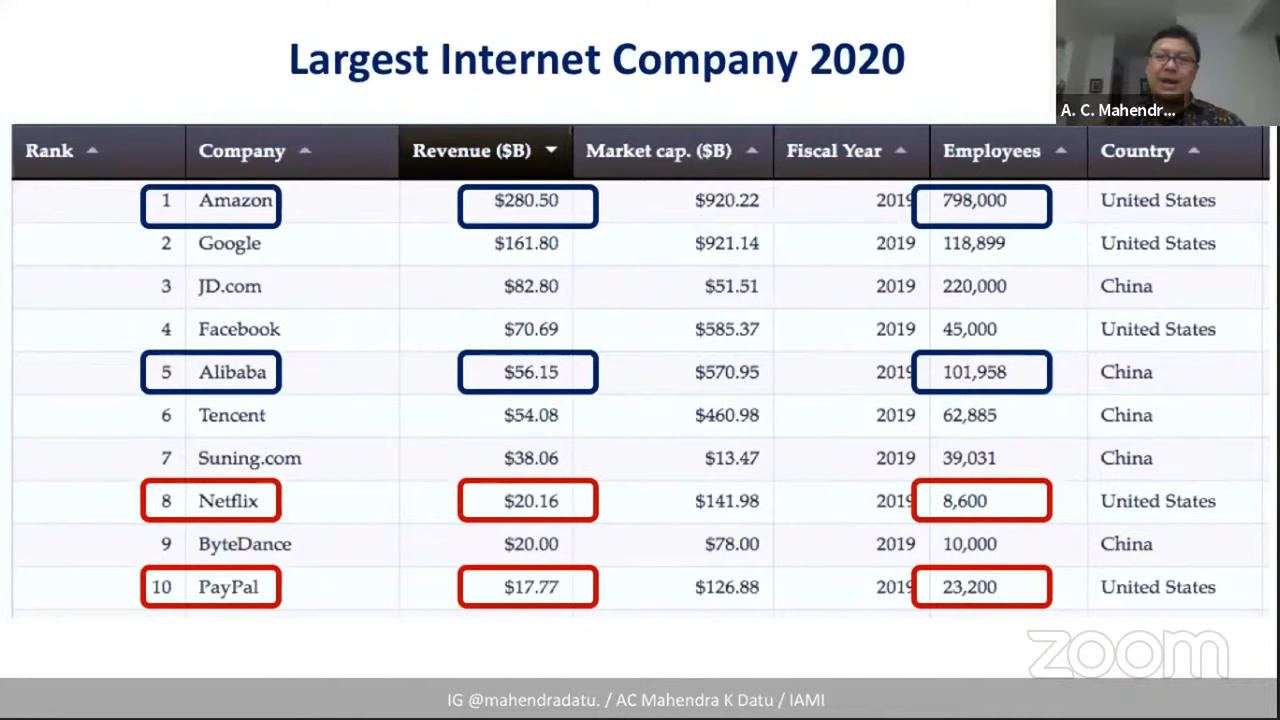 Largest Internet Company 2020
A. C. Mahendr...
Rank Company Revenue ($B) Market cap. ($B) Fiscal Year Employees Country
1 Amazon $280.50 $920.22 2019 798,000 United States
2 Google $161.80 $921.14 2019 118,899 United States
3 JD.com $82.80 $51.51 2019 220,000 China
4 Facebook $70.69 $585.37 2019 45,000 United States
5 Alibaba $56.15 $570.95 2019 101,958 China
6 Tencent $54.08 $460.98 2019 62,885 China
7 Suning.com $38.06 $13.47 2019 39,031 China
8 Netflix $20.16 $141.98 2019 8,600 United States
9 ByteDance $20.00 $78.00 2019 10,000 China
10 PayPal $17.77 $126.88 2019 23,200 United States
zoom
IG @mahendradatu. / AC Mahendra K Datu / IAMI